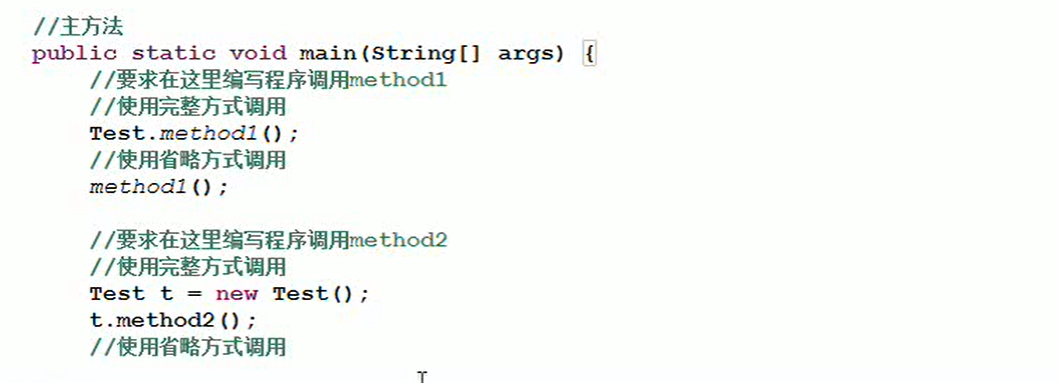 //主方法
public static void main(String[] args) {
//要求在这里编写程序调用method1
//使用完整方式调用
Test.method1();
//使用省略方式调用
method1();
//要求在这里编写程序调用method2
//使用完整方式调用
Test t = new Test();
t.method2();
//使用省略方式调用